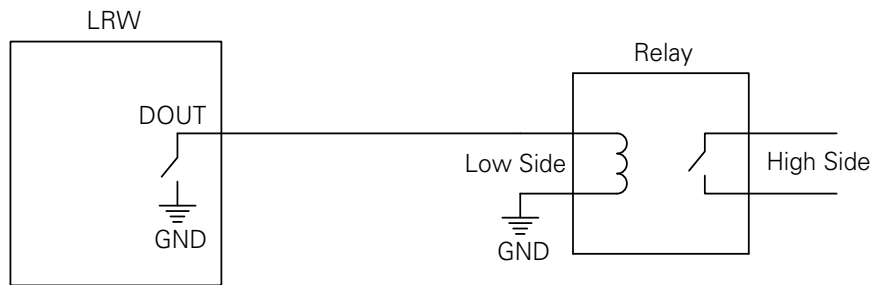 LRW
Relay
DOUT
Low Side
High Side
GND
GND